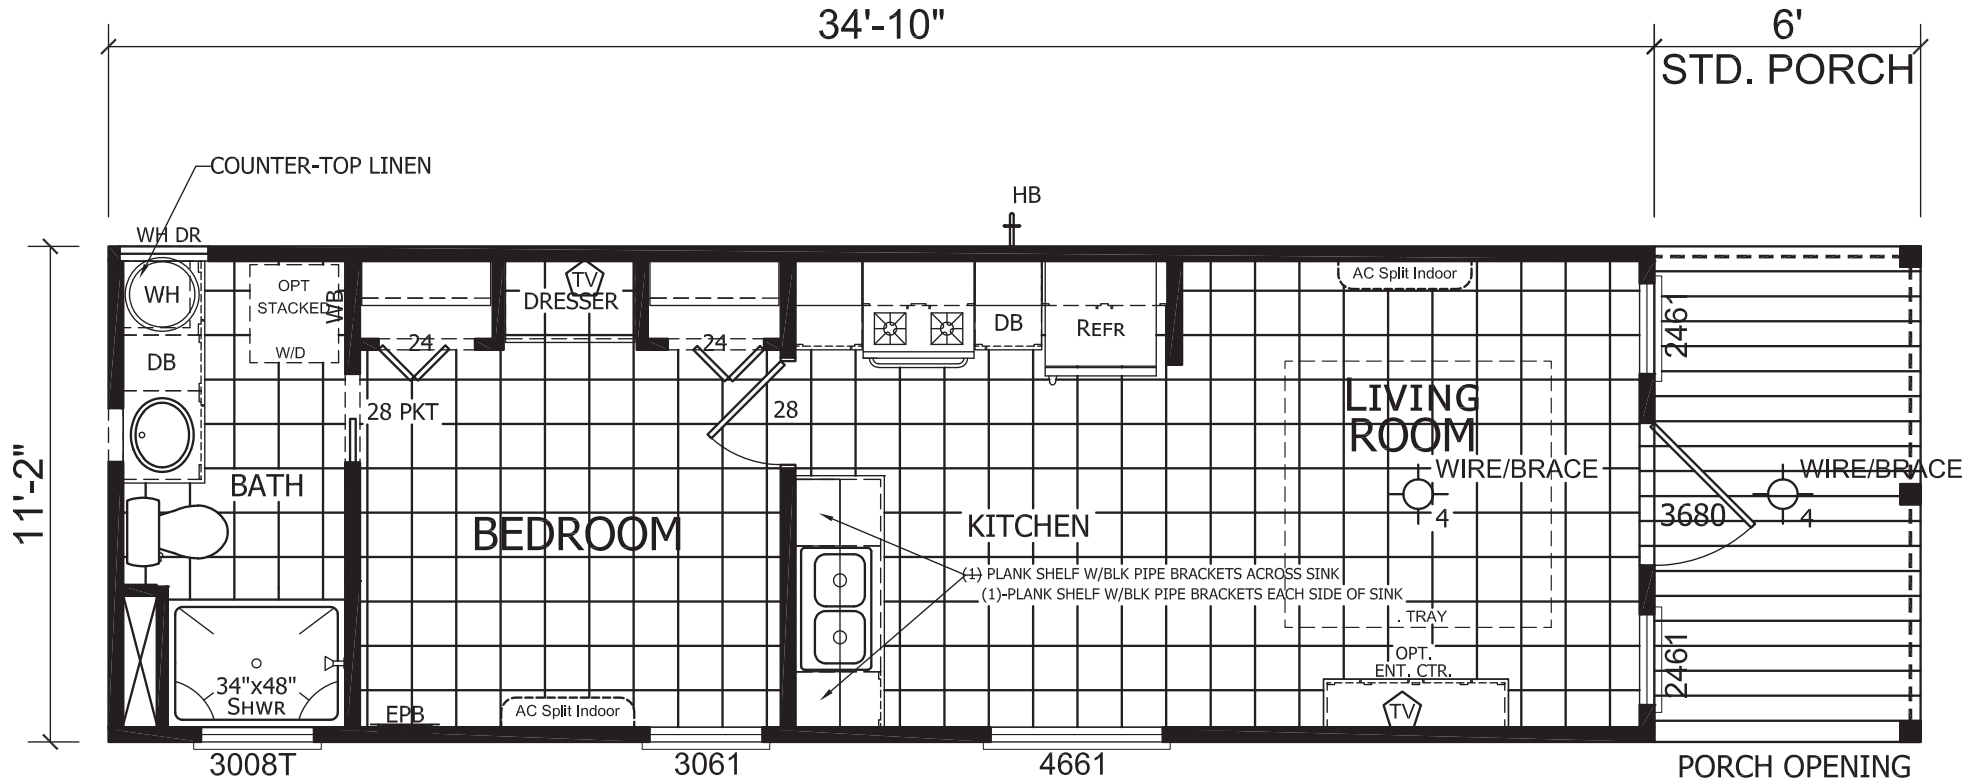 34'-10"
6'
STD. PORCH
COUNTER-TOP LINEN
HB
WH DR
WH
OPT
STACKED
W/D
WB
TV
DRESSER
AC Split Indoor
24
24
DB
REFR
DB
2461
28 PKT
28
LIVING
ROOM
11'-2"
BATH
BEDROOM
KITCHEN
WIRE/BRACE
4
WIRE/BRACE
4
3680
(1) PLANK SHELF W/BLK PIPE BRACKETS ACROSS SINK
(1)-PLANK SHELF W/BLK PIPE BRACKETS EACH SIDE OF SINK
. TRAY
OPT.
ENT. CTR.
TV
2461
34"x48"
SHWR
EPB
AC Split Indoor
3008T
3061
4661
PORCH OPENING